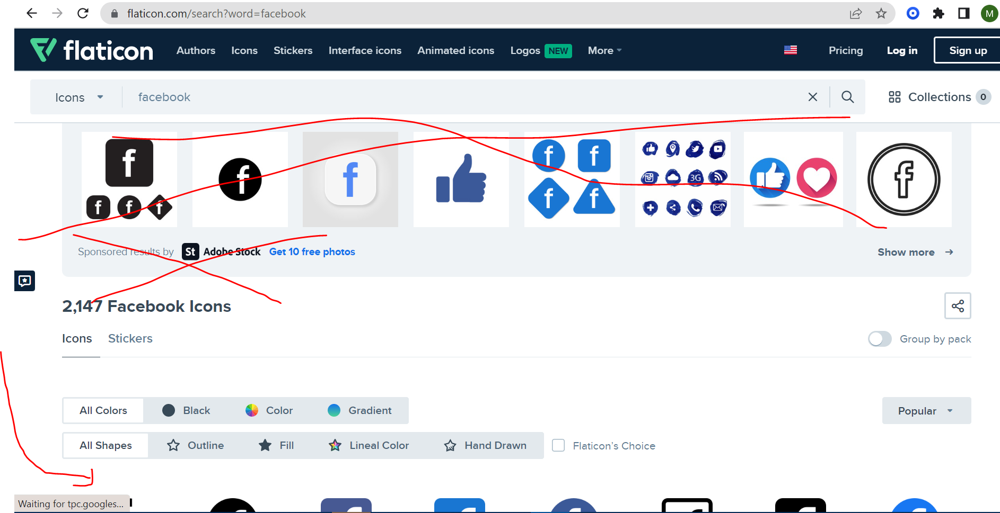 flaticon.com/search?word=facebook
M
flaticon Authors Icons Stickers Interface icons Animated icons Logos NEW More Pricing Log in Sign up
Icons facebook Collections 0
f f f f f f f f f f f
3G
Sponsored results by St Adobe Stock Get 10 free photos Show more
2,147 Facebook Icons
Icons Stickers Group by pack
All Colors Black Color Gradient Popular
All Shapes Outline Fill Lineal Color Hand Drawn Flaticon's Choice
Waiting for tpc.googles...